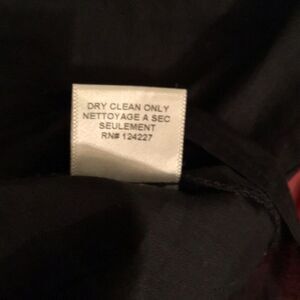 DRY CLEAN ONLY
NETTOYAGE A SEC
SEULEMENT
RN# 124227